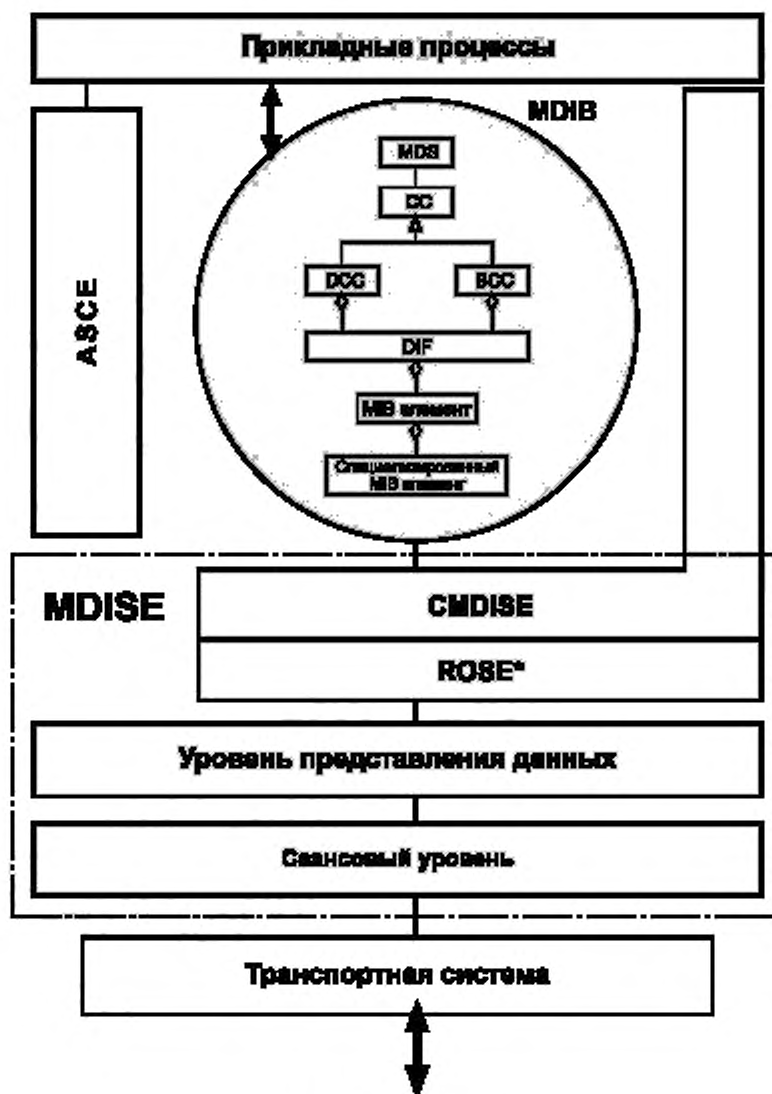 Прикладные процессы
MDIB
MDS
CC
DCC
BCC
DIF
MIB элемент
Специализированный
MIB элемент
ASCE
MDISE
CMDISE
ROSE*
Уровень представления данных
Сеансовый уровень
Транспортная система